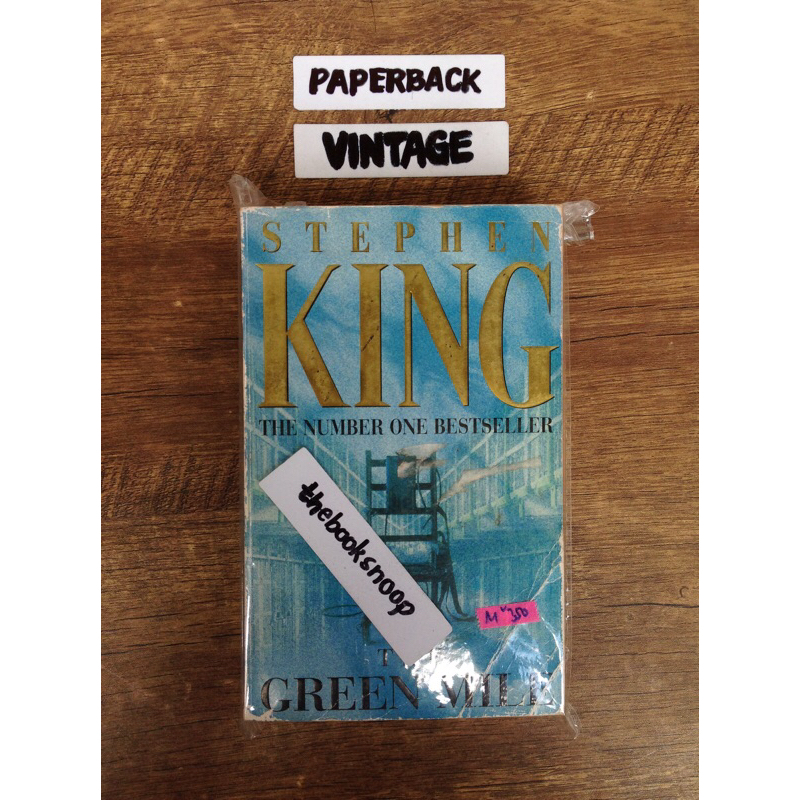 PAPERBACK
VINTAGE
STEPHEN
KING
THE NUMBER ONE BESTSELLER
thebooksnoop
GREEN MILE